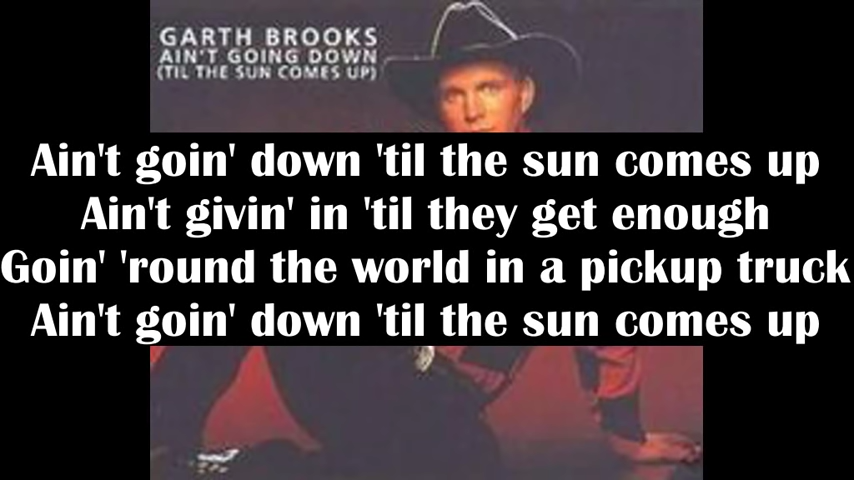 GARTH BROOKS
AIN'T GOING DOWN
(TIL THE SUN COMES UP)
Ain't goin' down 'til the sun comes up
Ain't givin' in 'til they get enough
Goin' 'round the world in a pickup truck
Ain't goin' down 'til the sun comes up